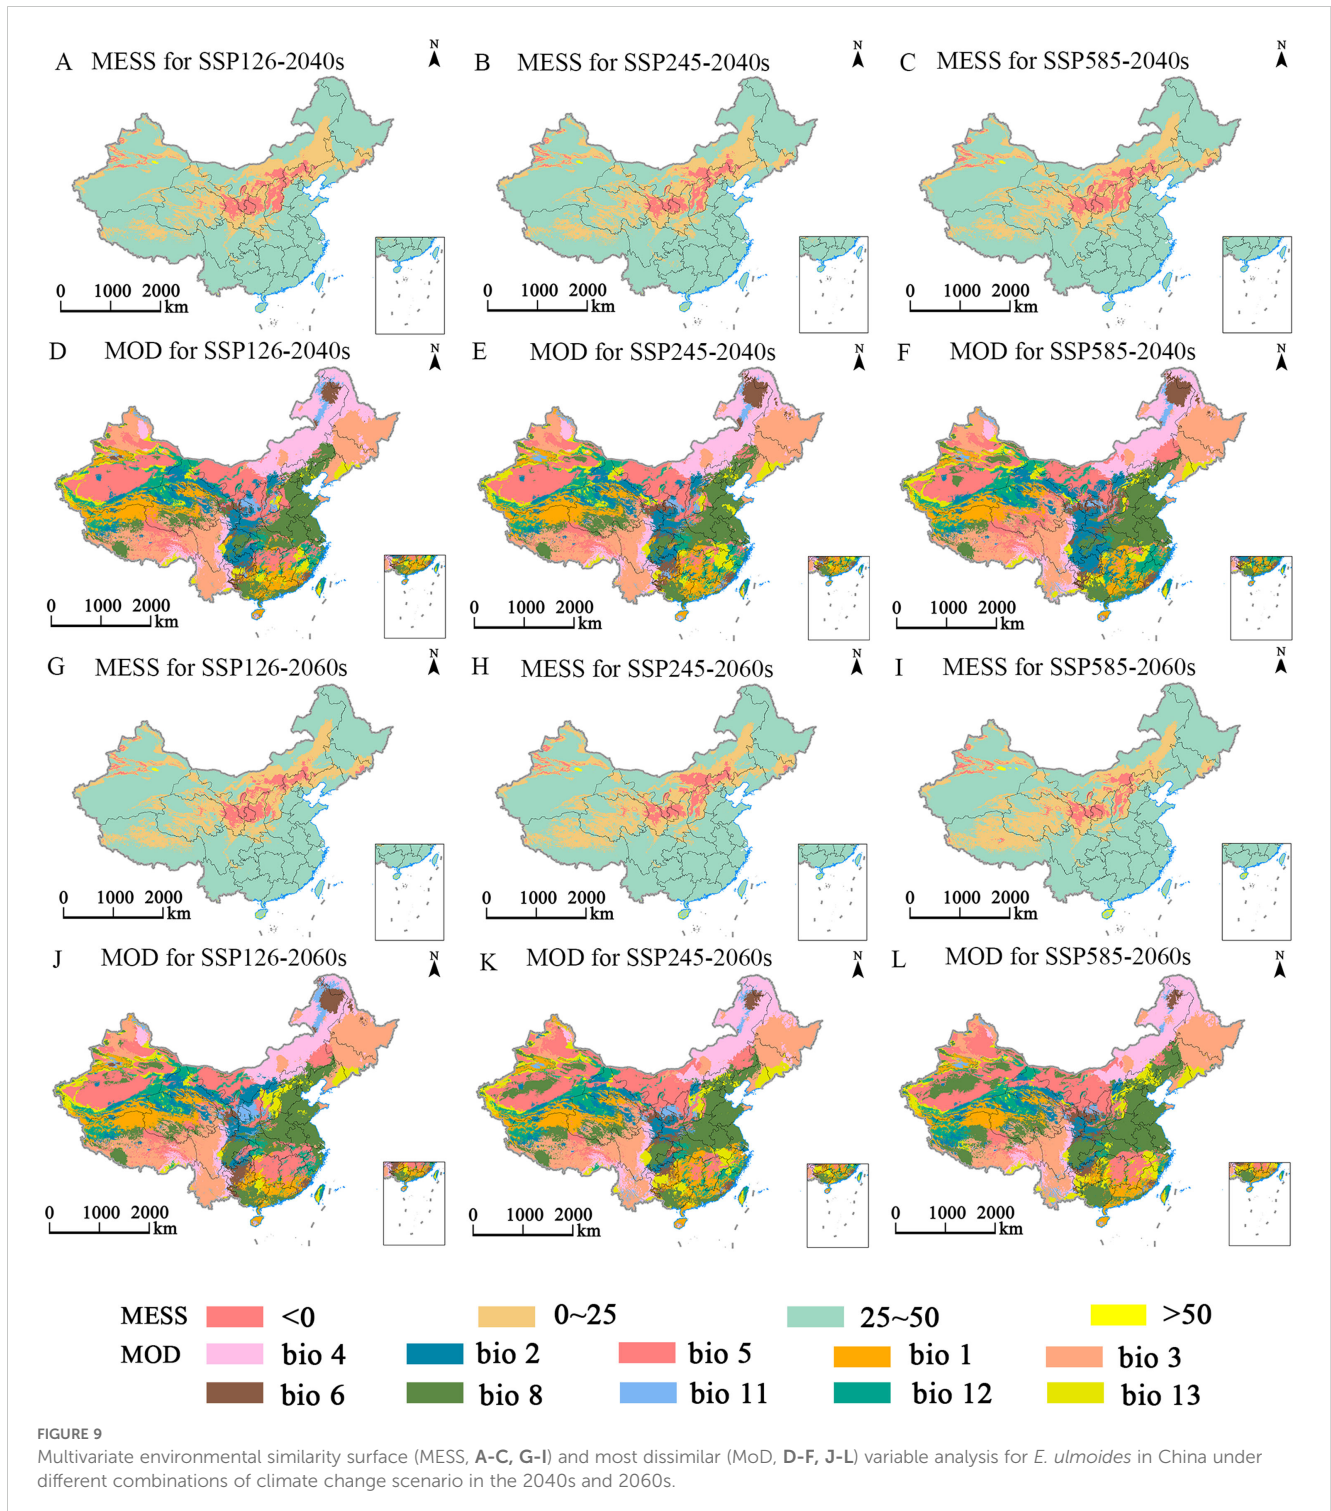 A MESS for SSP126-2040s N
B MESS for SSP245-2040s N
C MESS for SSP585-2040s N
0 1000 2000 km
0 1000 2000 km
0 1000 2000 km
D MOD for SSP126-2040s N
E MOD for SSP245-2040s N
F MOD for SSP585-2040s N
0 1000 2000 km
0 1000 2000 km
0 1000 2000 km
G MESS for SSP126-2060s N
H MESS for SSP245-2060s N
I MESS for SSP585-2060s N
0 1000 2000 km
0 1000 2000 km
0 1000 2000 km
J MOD for SSP126-2060s N
K MOD for SSP245-2060s N
L MOD for SSP585-2060s N
0 1000 2000 km
0 1000 2000 km
0 1000 2000 km
MESS <0 0~25 25~50 >50
MOD bio 4 bio 2 bio 5 bio 1 bio 3
bio 6 bio 8 bio 11 bio 12 bio 13
FIGURE 9
Multivariate environmental similarity surface (MESS, A-C, G-I) and most dissimilar (MoD, D-F, J-L) variable analysis for E. ulmoides in China under
different combinations of climate change scenario in the 2040s and 2060s.